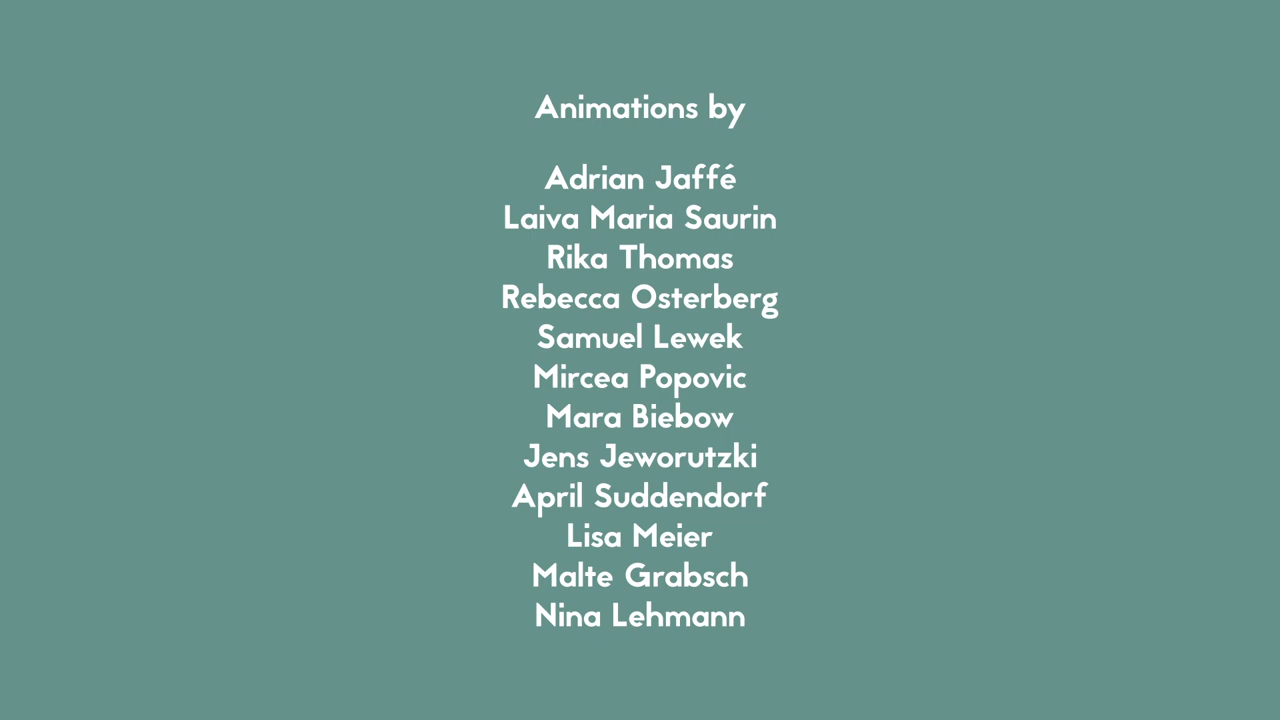 Animations by
Adrian Jaffé
Laiva Maria Saurin
Rika Thomas
Rebecca Osterberg
Samuel Lewek
Mircea Popovic
Mara Biebow
Jens Jeworutzki
April Suddendorf
Lisa Meier
Malte Grabsch
Nina Lehmann